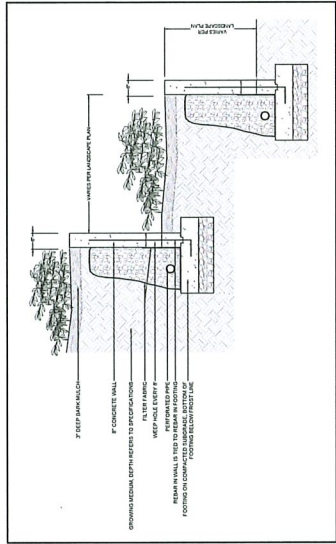 VARIES PER
LANDSCAPE PLAN
VARIES PER LANDSCAPE PLAN
3" DEEP BARK MULCH
8" CONCRETE WALL
GROWING MEDIUM, DEPTH REFERS TO SPECIFICATIONS
FILTER FABRIC
WEEP HOLE EVERY 8'
PERFORATED PIPE
REBAR IN WALL IS TIED TO REBAR IN FOOTING
FOOTING ON COMPACTED SUBGRADE, BOTTOM OF
FOOTING BELOW FROST LINE